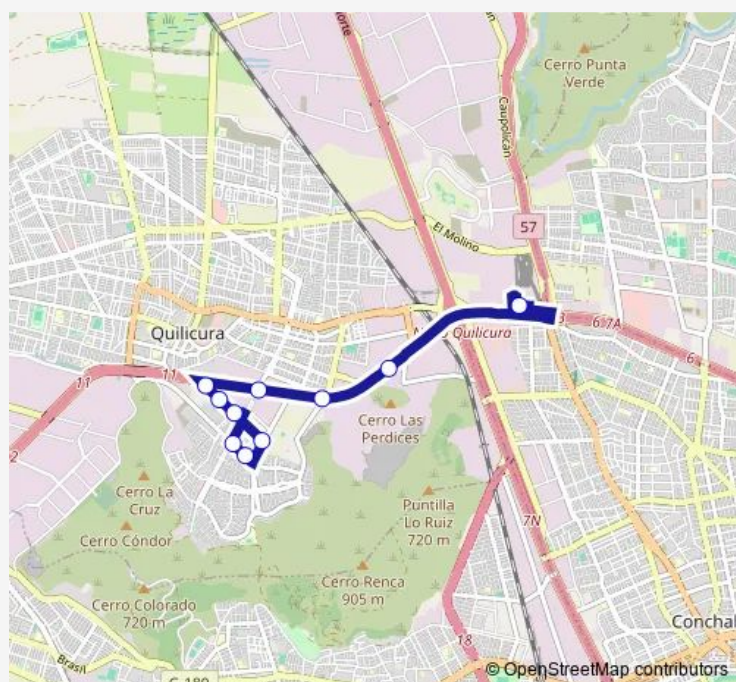 Cerro Punta
Verde
Caupolicán
57
El Molino
Quilicura
Quilicura
3
6,7A
6
11
11
2
Cerro Las
Perdices
Cerro La
Cruz
Cerro Cóndor
Puntilla
Lo Ruiz
720 m
7N
Cerro Renca
905 m
Cerro Colorado
720 m
18
Conchal
Brasil
© OpenStreetMap contributors